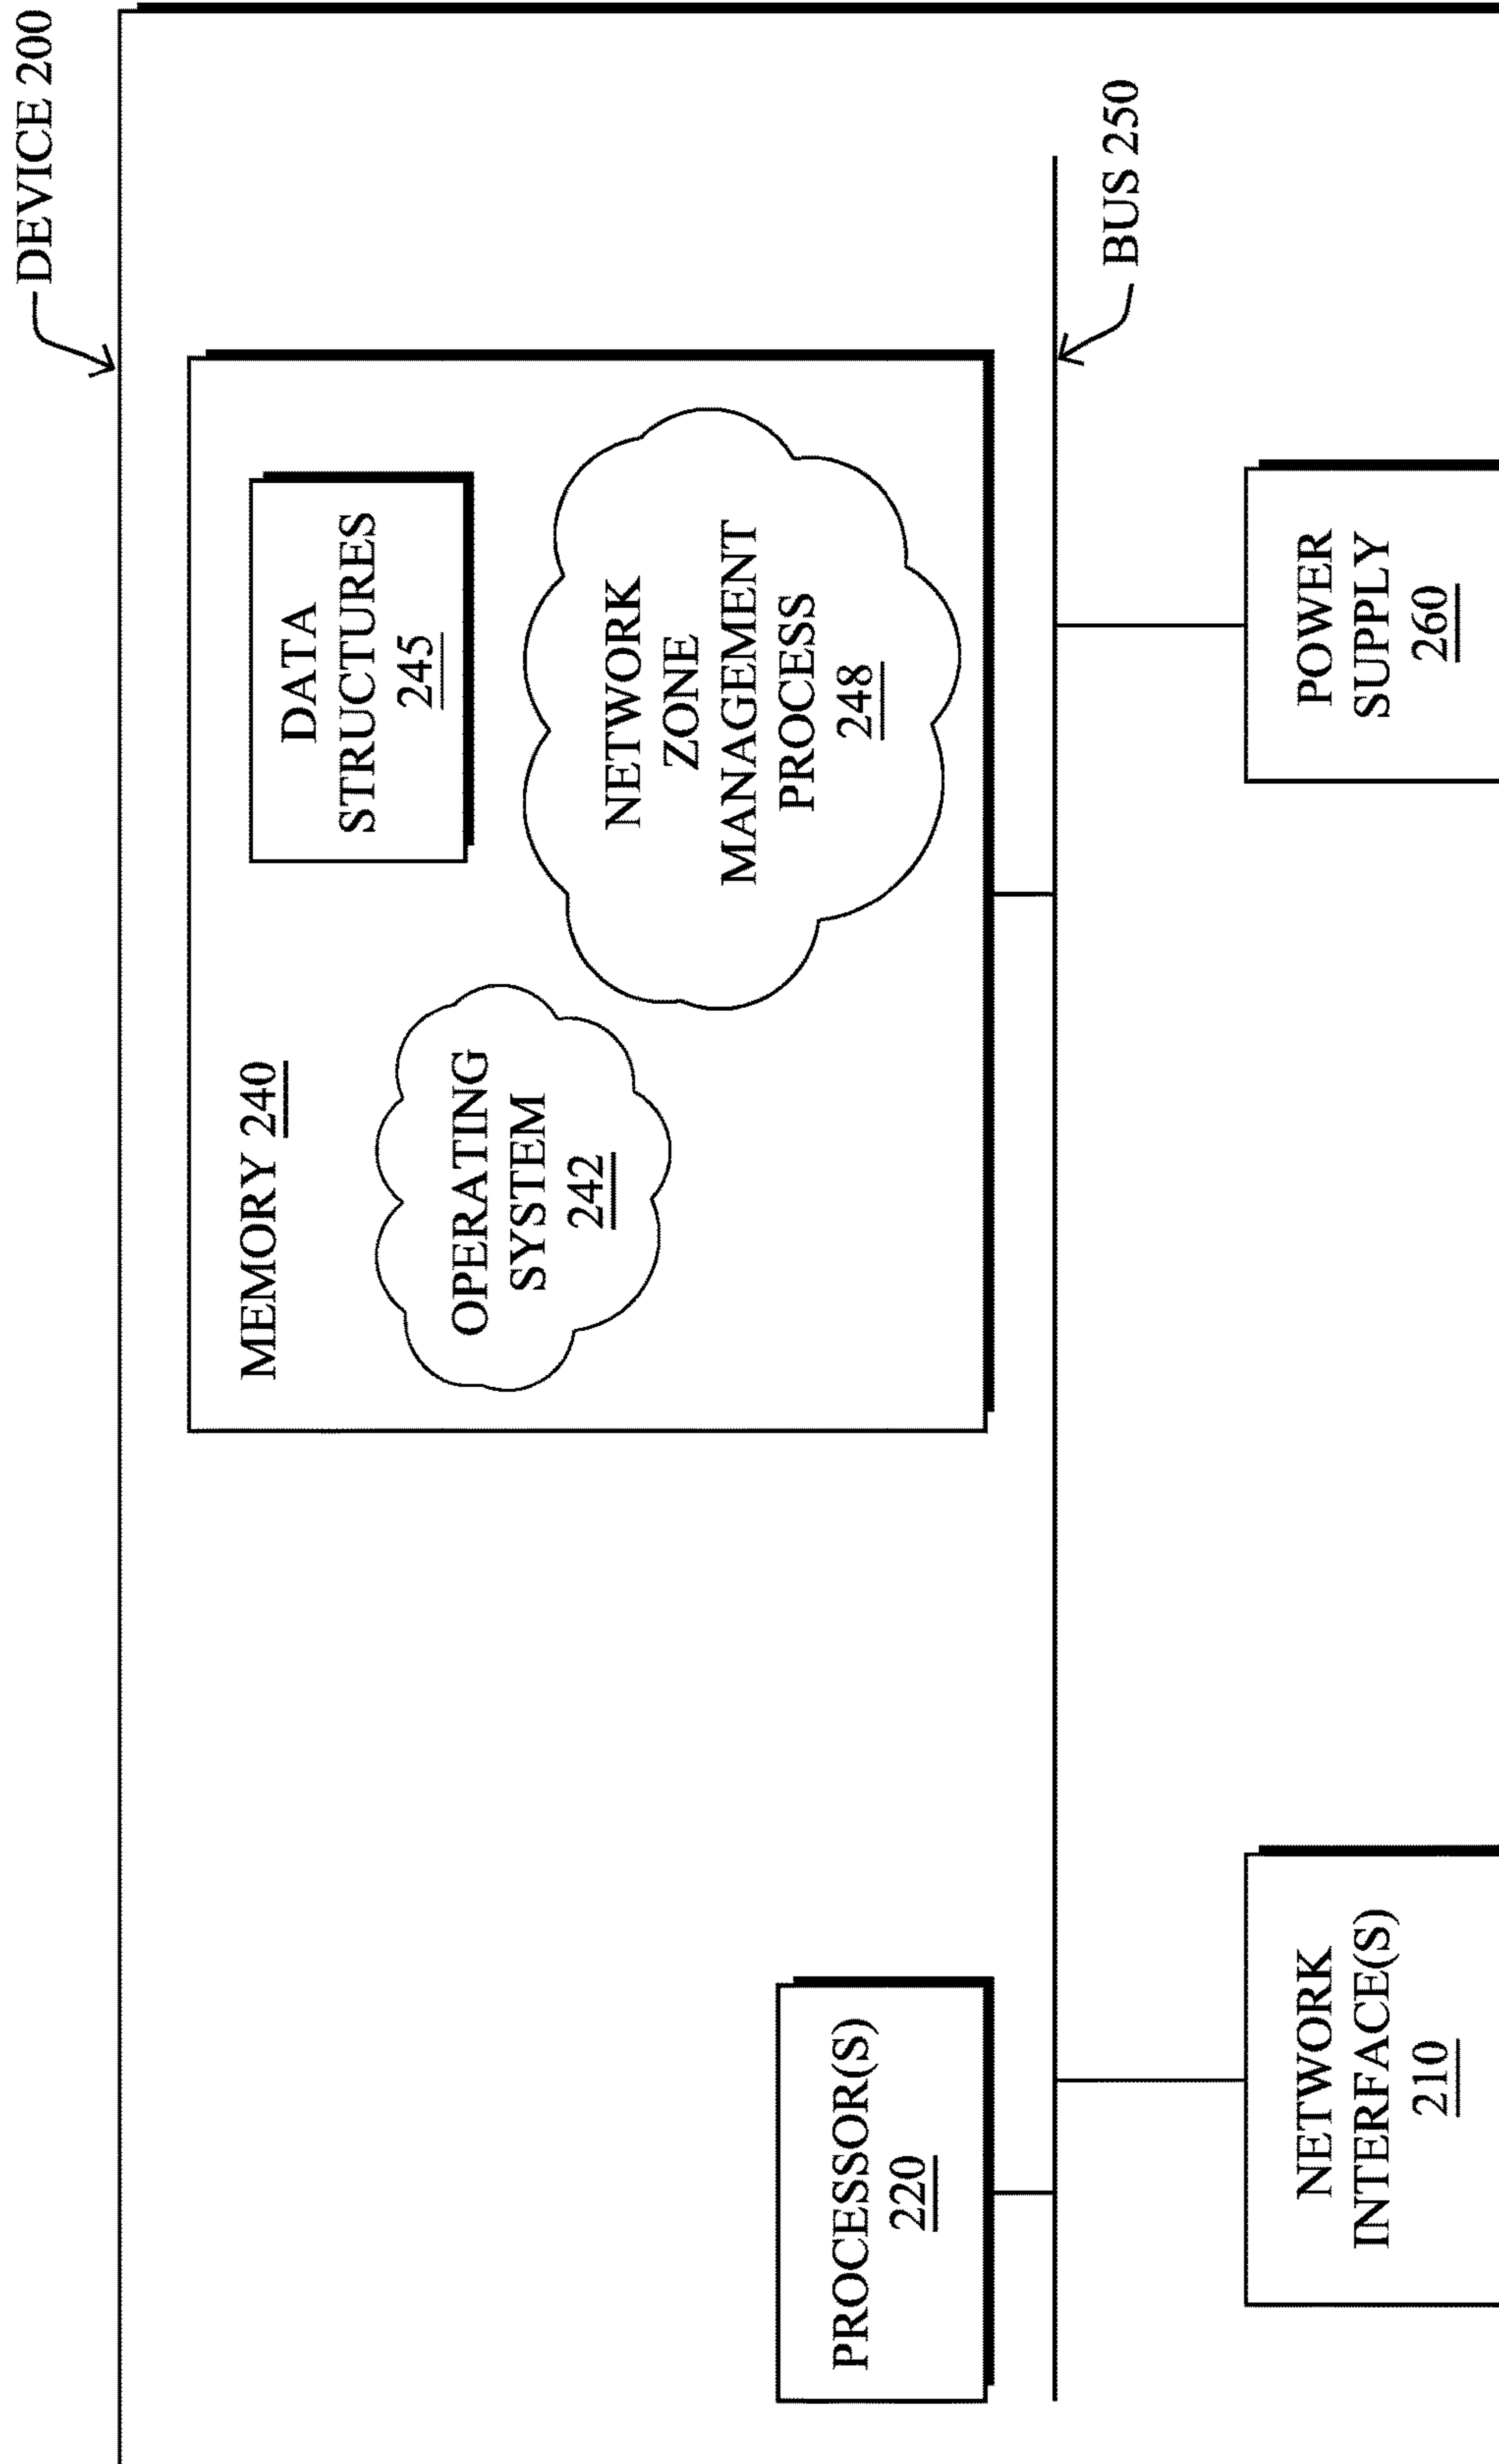 DEVICE 200
MEMORY 240
OPERATING
SYSTEM
242
DATA
STRUCTURES
245
NETWORK
ZONE
MANAGEMENT
PROCESS
248
PROCESSOR(S)
220
BUS 250
NETWORK
INTERFACE(S)
210
POWER
SUPPLY
260